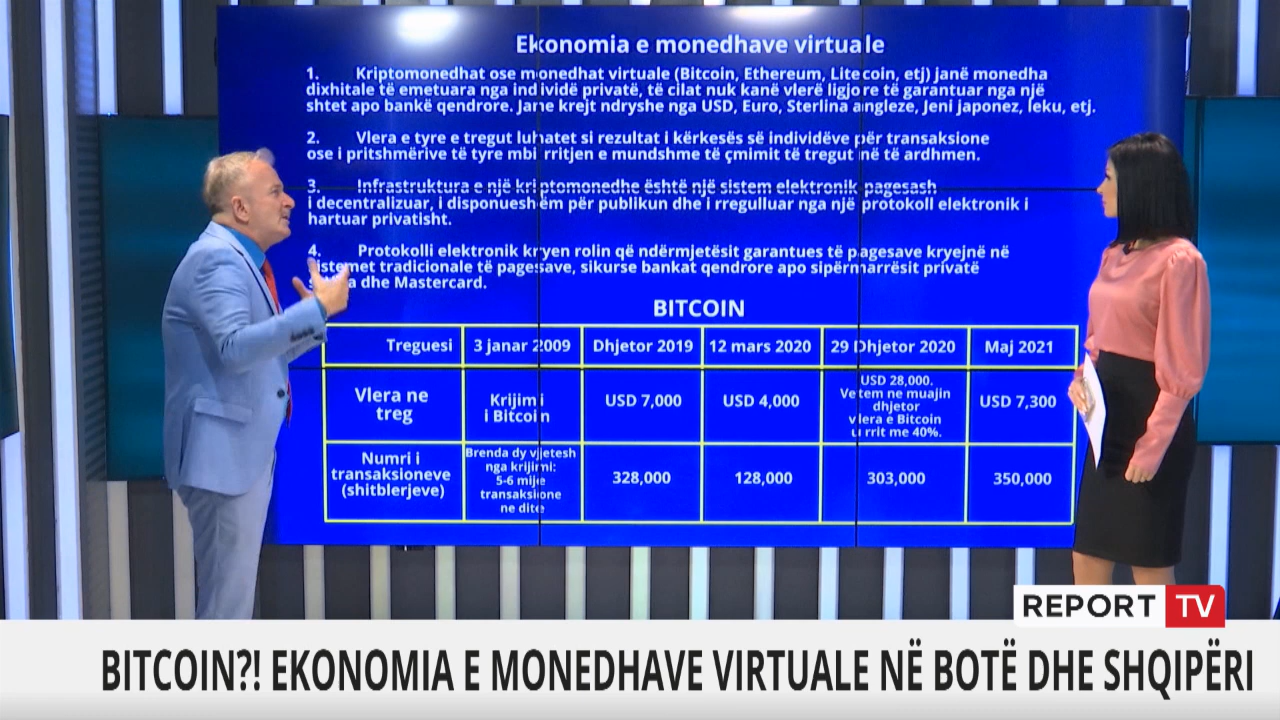 Ekonomia e monedhave virtuale
1. Kriptomonedhat ose monedhat virtuale (Bitcoin, Ethereum, Litecoin, etj) janë monedha
dixhitale të emetuara nga individë privatë, të cilat nuk kanë vlerë ligjore të garantuar nga një
shtet apo bankë qendrore. Jane krejt ndryshe nga USD, Euro, Sterlina angleze, Jeni japonez, leku, etj.
2. Vlera e tyre e tregut luhatet si rezultat i kërkesës së individëve për transaksione
ose i pritshmërive të tyre mbi rritjen e mundshme të çmimit të tregut në të ardhmen.
3. Infrastruktura e një kriptomonedhe është një sistem elektronik pagesash
i decentralizuar, i disponueshëm për publikun dhe i rregulluar nga një protokoll elektronik i
hartuar privatisht.
4. Protokolli elektronik kryen rolin që ndërmjetësit garantues të pagesave kryejnë në
sistemet tradicionale të pagesave, sikurse bankat qendrore apo sipërmarrësit privatë
dhe Mastercard.
BITCOIN
Treguesi 3 janar 2009 Dhjetor 2019 12 mars 2020 29 Dhjetor 2020 Maj 2021
Vlera ne
treg
Krijimi
i Bitcoin
USD 7,000
USD 4,000
USD 28,000.
Vetem ne muajin
dhjetor
vlera e Bitcoin
u rrit me 40%.
USD 7,300
Numri i
transaksioneve
(shitblerjeve)
Brenda dy vjetesh
nga krijimi:
5-6 mije
transaksione
ne dite
328,000
128,000
303,000
350,000
REPORT TV
BITCOIN?! EKONOMIA E MONEDHAVE VIRTUALE NË BOTË DHE SHQIPËRI